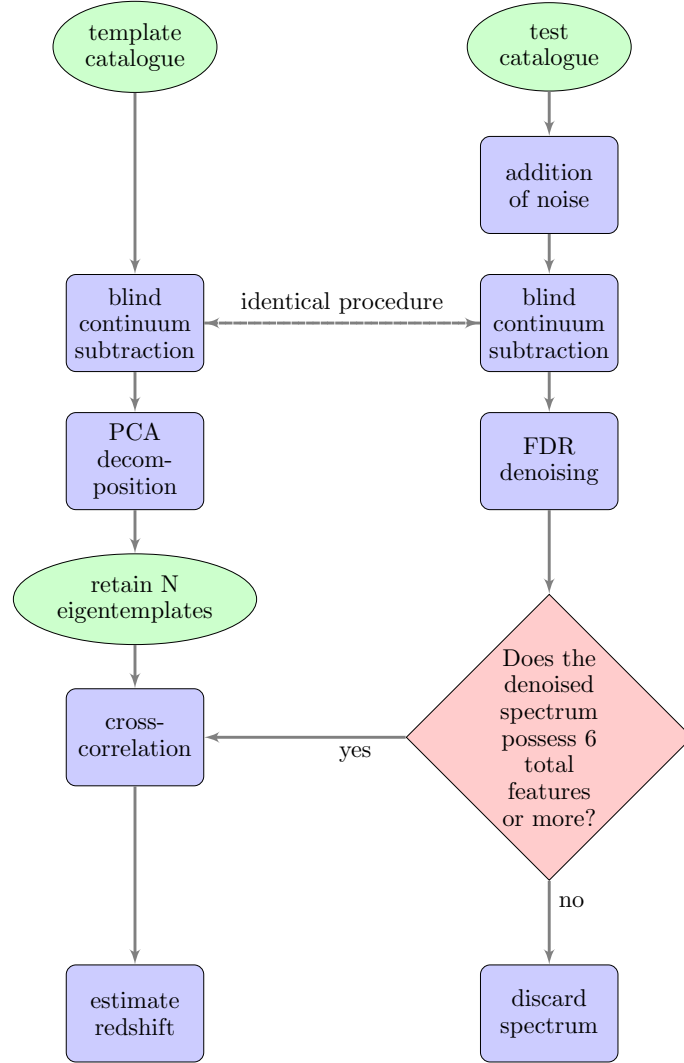 template
catalogue
test
catalogue
addition
of noise
blind
continuum
subtraction
identical procedure
blind
continuum
subtraction
PCA
decom-
position
FDR
denoising
retain N
eigentemplates
Does the
denoised
spectrum
possess 6
total
features
or more?
cross-
correlation
yes
no
estimate
redshift
discard
spectrum